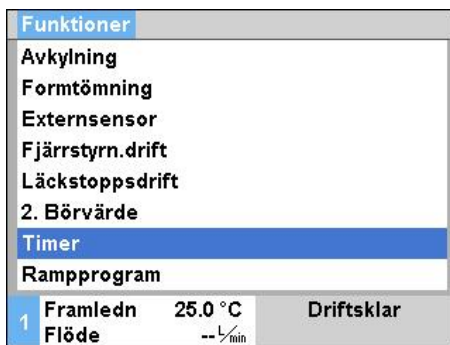 Funktioner
Avkylning
Formtömning
Externsensor
Fjärrstyrn.drift
Läckstoppsdrift
2. Börvärde
Timer
Rampprogram
1 Framledn 25.0 °C Driftsklar
Flöde -- L/min